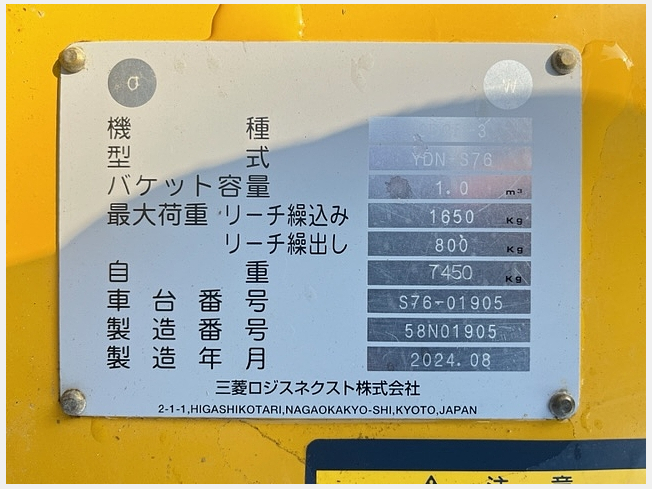 σ W
機種 3
型式 YDN-S76
バケット容量 1.0 m³
最大荷重 リーチ繰込み 1650 Kg
リーチ繰出し 800 Kg
自重 7450 Kg
車台番号 S76-01905
製造番号 58N01905
製造年月 2024.08
三菱ロジスネクスト株式会社
2-1-1,HIGASHIKOTARI,NAGAOKAKYO-SHI,KYOTO,JAPAN
注意